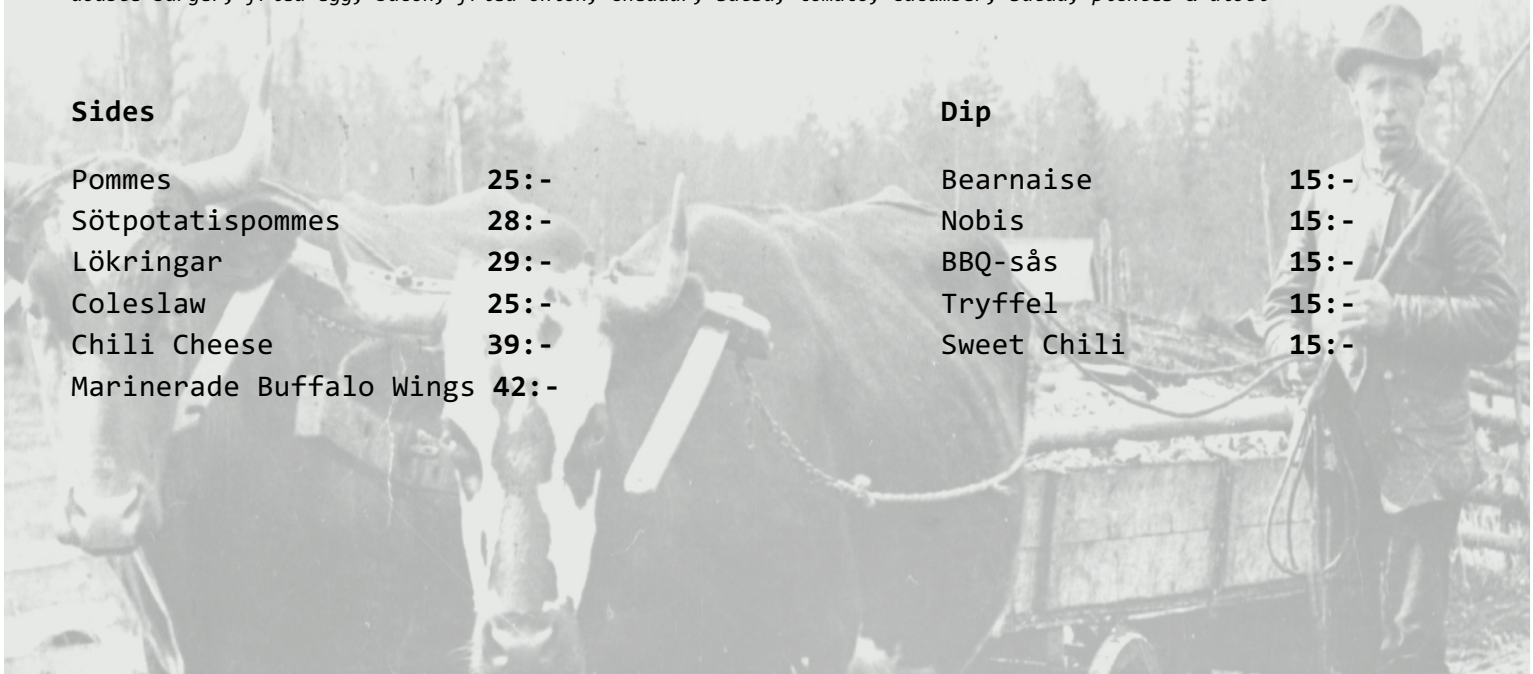 Sides
Pommes 25:-
Sötpotatispommes 28:-
Lökringar 29:-
Coleslaw 25:-
Chili Cheese 39:-
Marinerade Buffalo Wings 42:-
Dip
Bearnaise 15:-
Nobis 15:-
BBQ-sås 15:-
Tryffel 15:-
Sweet Chili 15:-